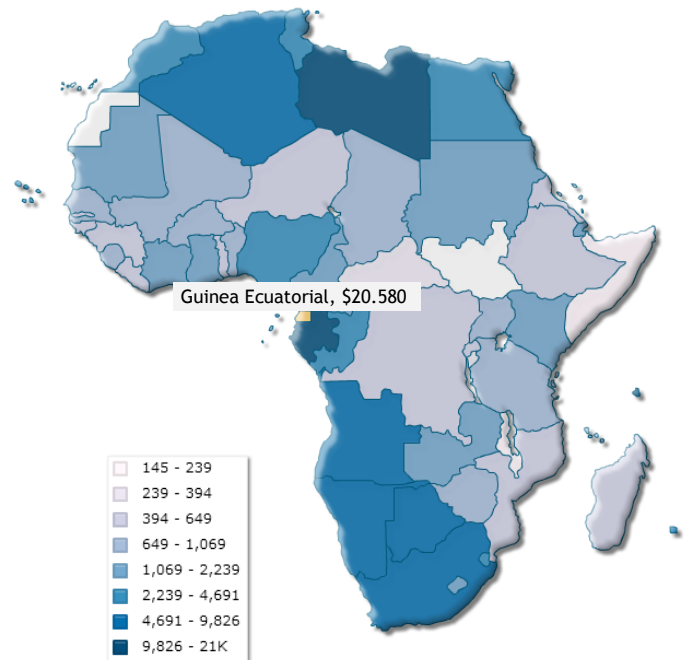 Guinea Ecuatorial, $20.580
145 - 239
239 - 394
394 - 649
649 - 1,069
1,069 - 2,239
2,239 - 4,691
4,691 - 9,826
9,826 - 21K